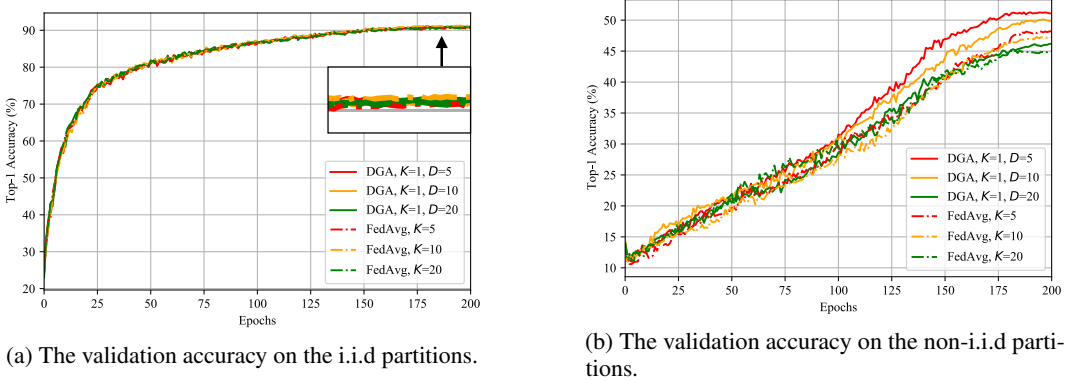 90
80
70
60
50
40
30
20
Top-1 Accuracy (%)
DGA, K=1, D=5
DGA, K=1, D=10
DGA, K=1, D=20
FedAvg, K=5
FedAvg, K=10
FedAvg, K=20
0 25 50 75 100 125 150 175 200
Epochs
(a) The validation accuracy on the i.i.d partitions.
50
45
40
35
30
25
20
15
10
Top-1 Accuracy (%)
DGA, K=1, D=5
DGA, K=1, D=10
DGA, K=1, D=20
FedAvg, K=5
FedAvg, K=10
FedAvg, K=20
0 25 50 75 100 125 150 175 200
Epochs
(b) The validation accuracy on the non-i.i.d parti-
tions.